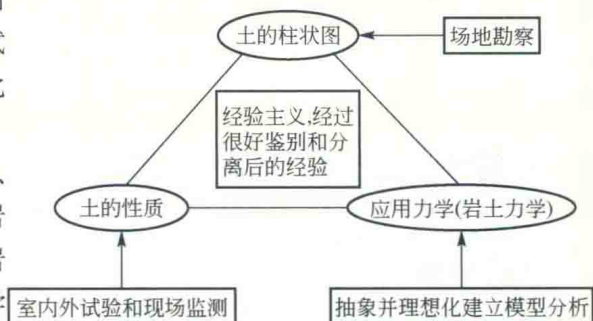 土的柱状图
场地勘察
经验主义,经过
很好鉴别和分
离后的经验
土的性质
应用力学(岩土力学)
室内外试验和现场监测
抽象并理想化建立模型分析